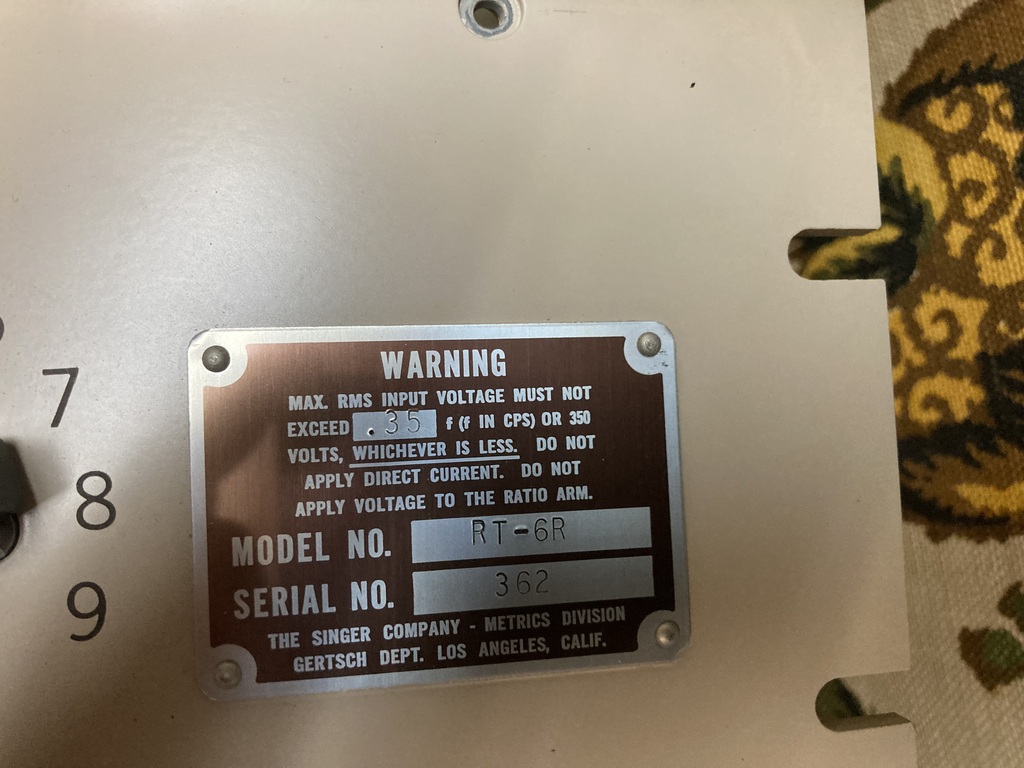 7
8
9
WARNING
MAX. RMS INPUT VOLTAGE MUST NOT
EXCEED .35 f (f IN CPS) OR 350
VOLTS, WHICHEVER IS LESS. DO NOT
APPLY DIRECT CURRENT. DO NOT
APPLY VOLTAGE TO THE RATIO ARM.
MODEL NO. RT-6R
SERIAL NO. 362
THE SINGER COMPANY - METRICS DIVISION
GERTSCH DEPT. LOS ANGELES, CALIF.